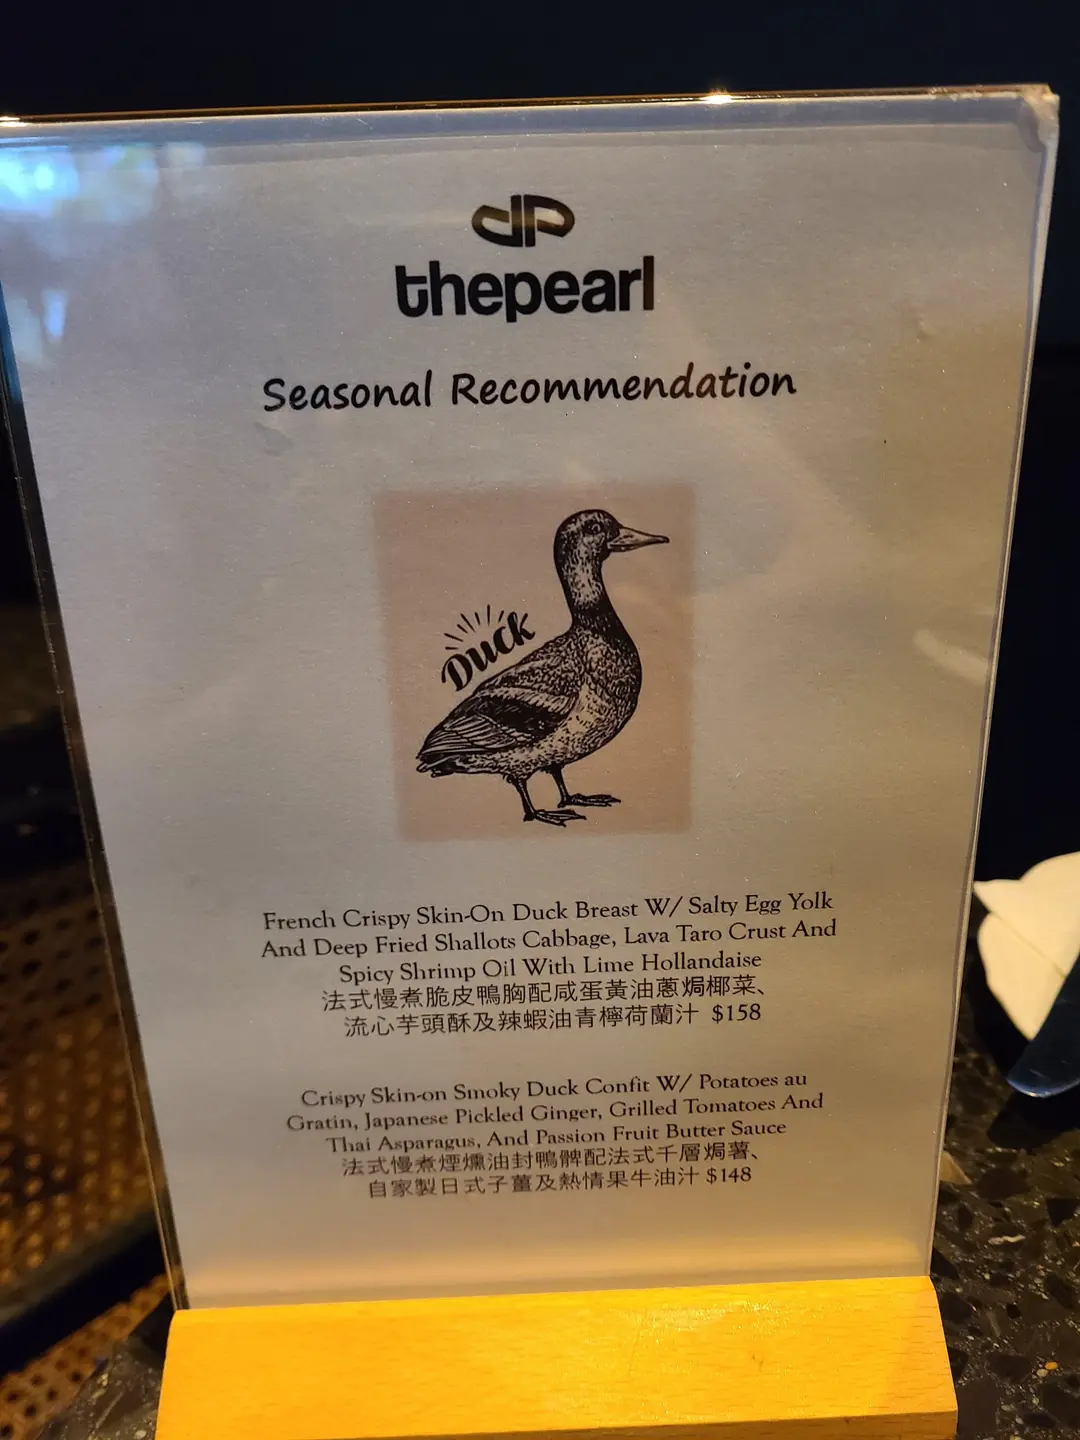 thepearl
Seasonal Recommendation
Duck
French Crispy Skin-On Duck Breast W/ Salty Egg Yolk
And Deep Fried Shallots Cabbage, Lava Taro Crust And
Spicy Shrimp Oil With Lime Hollandaise
法式慢煮脆皮鴨胸配咸蛋黃油蔥焗椰菜、
流心芋頭酥及辣蝦油青檸荷蘭汁 $158
Crispy Skin-on Smoky Duck Confit W/ Potatoes au
Gratin, Japanese Pickled Ginger, Grilled Tomatoes And
Thai Asparagus, And Passion Fruit Butter Sauce
法式慢煮煙燻油封鴨髀配法式千層焗薯、
自家製日式子薑及熱情果牛油汁 $148